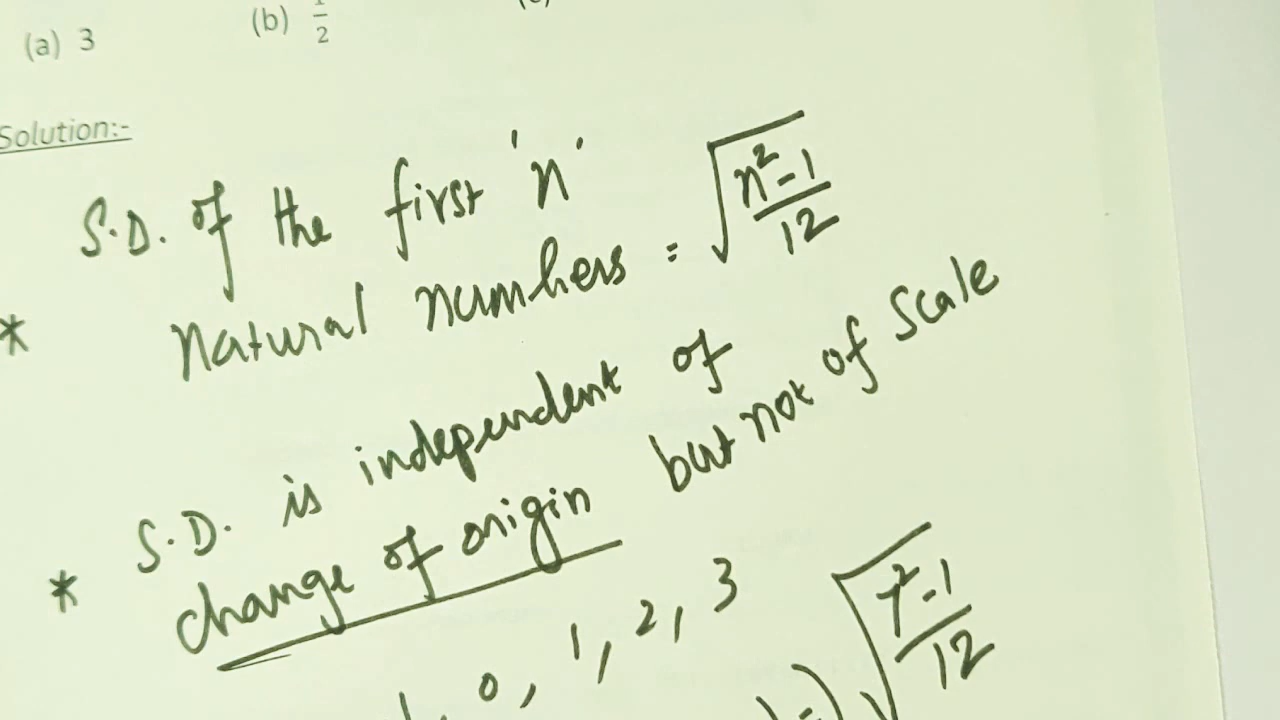 (a) 3 (b) 1/2
Solution:-
S.D. of the first 'n'
* Natural numbers = √((n²-1)/12)
S.D. is independent of
* change of origin but not of scale
0, 1, 2, 3 √((7²-1)/12)